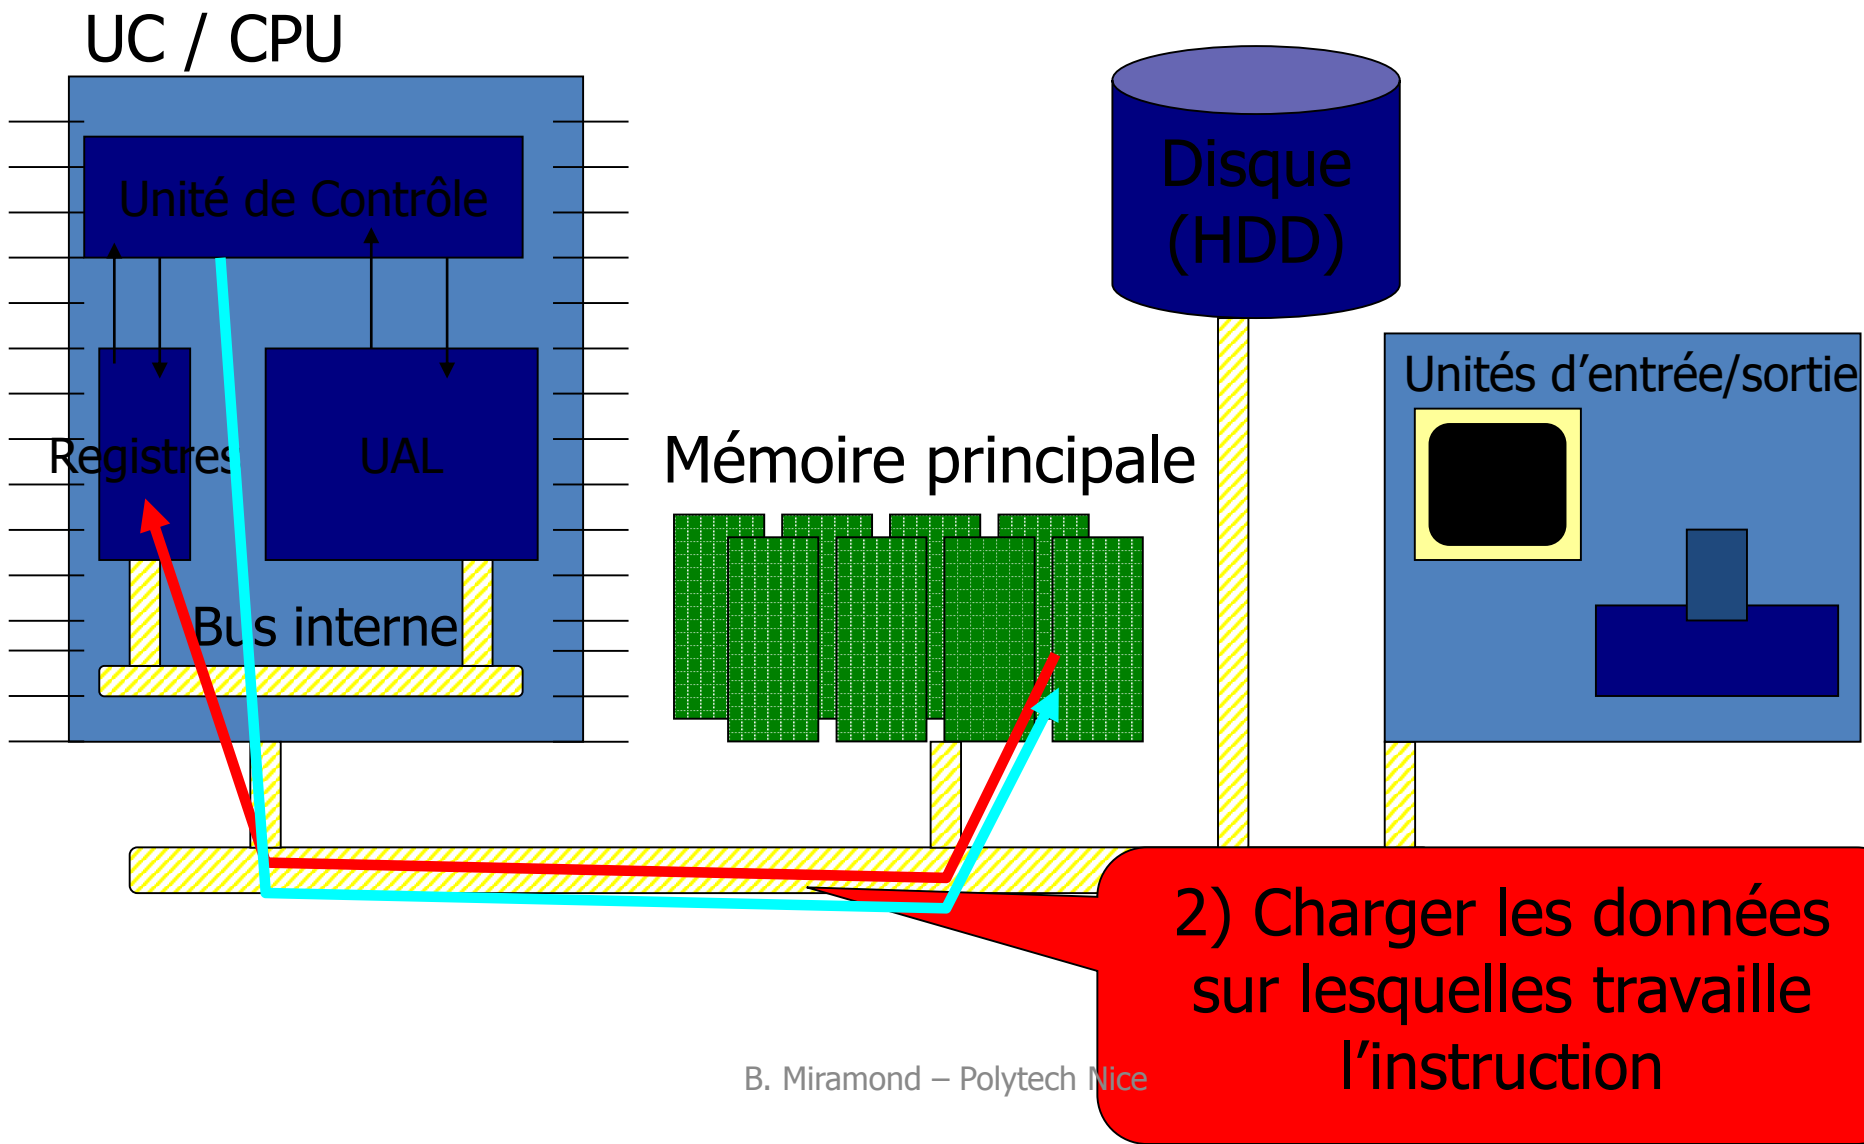 UC / CPU
Unité de Contrôle
Registres
UAL
Bus interne
Mémoire principale
Disque
(HDD)
Unités d’entrée/sortie
2) Charger les données
sur lesquelles travaille
l’instruction
B. Miramond – Polytech Nice